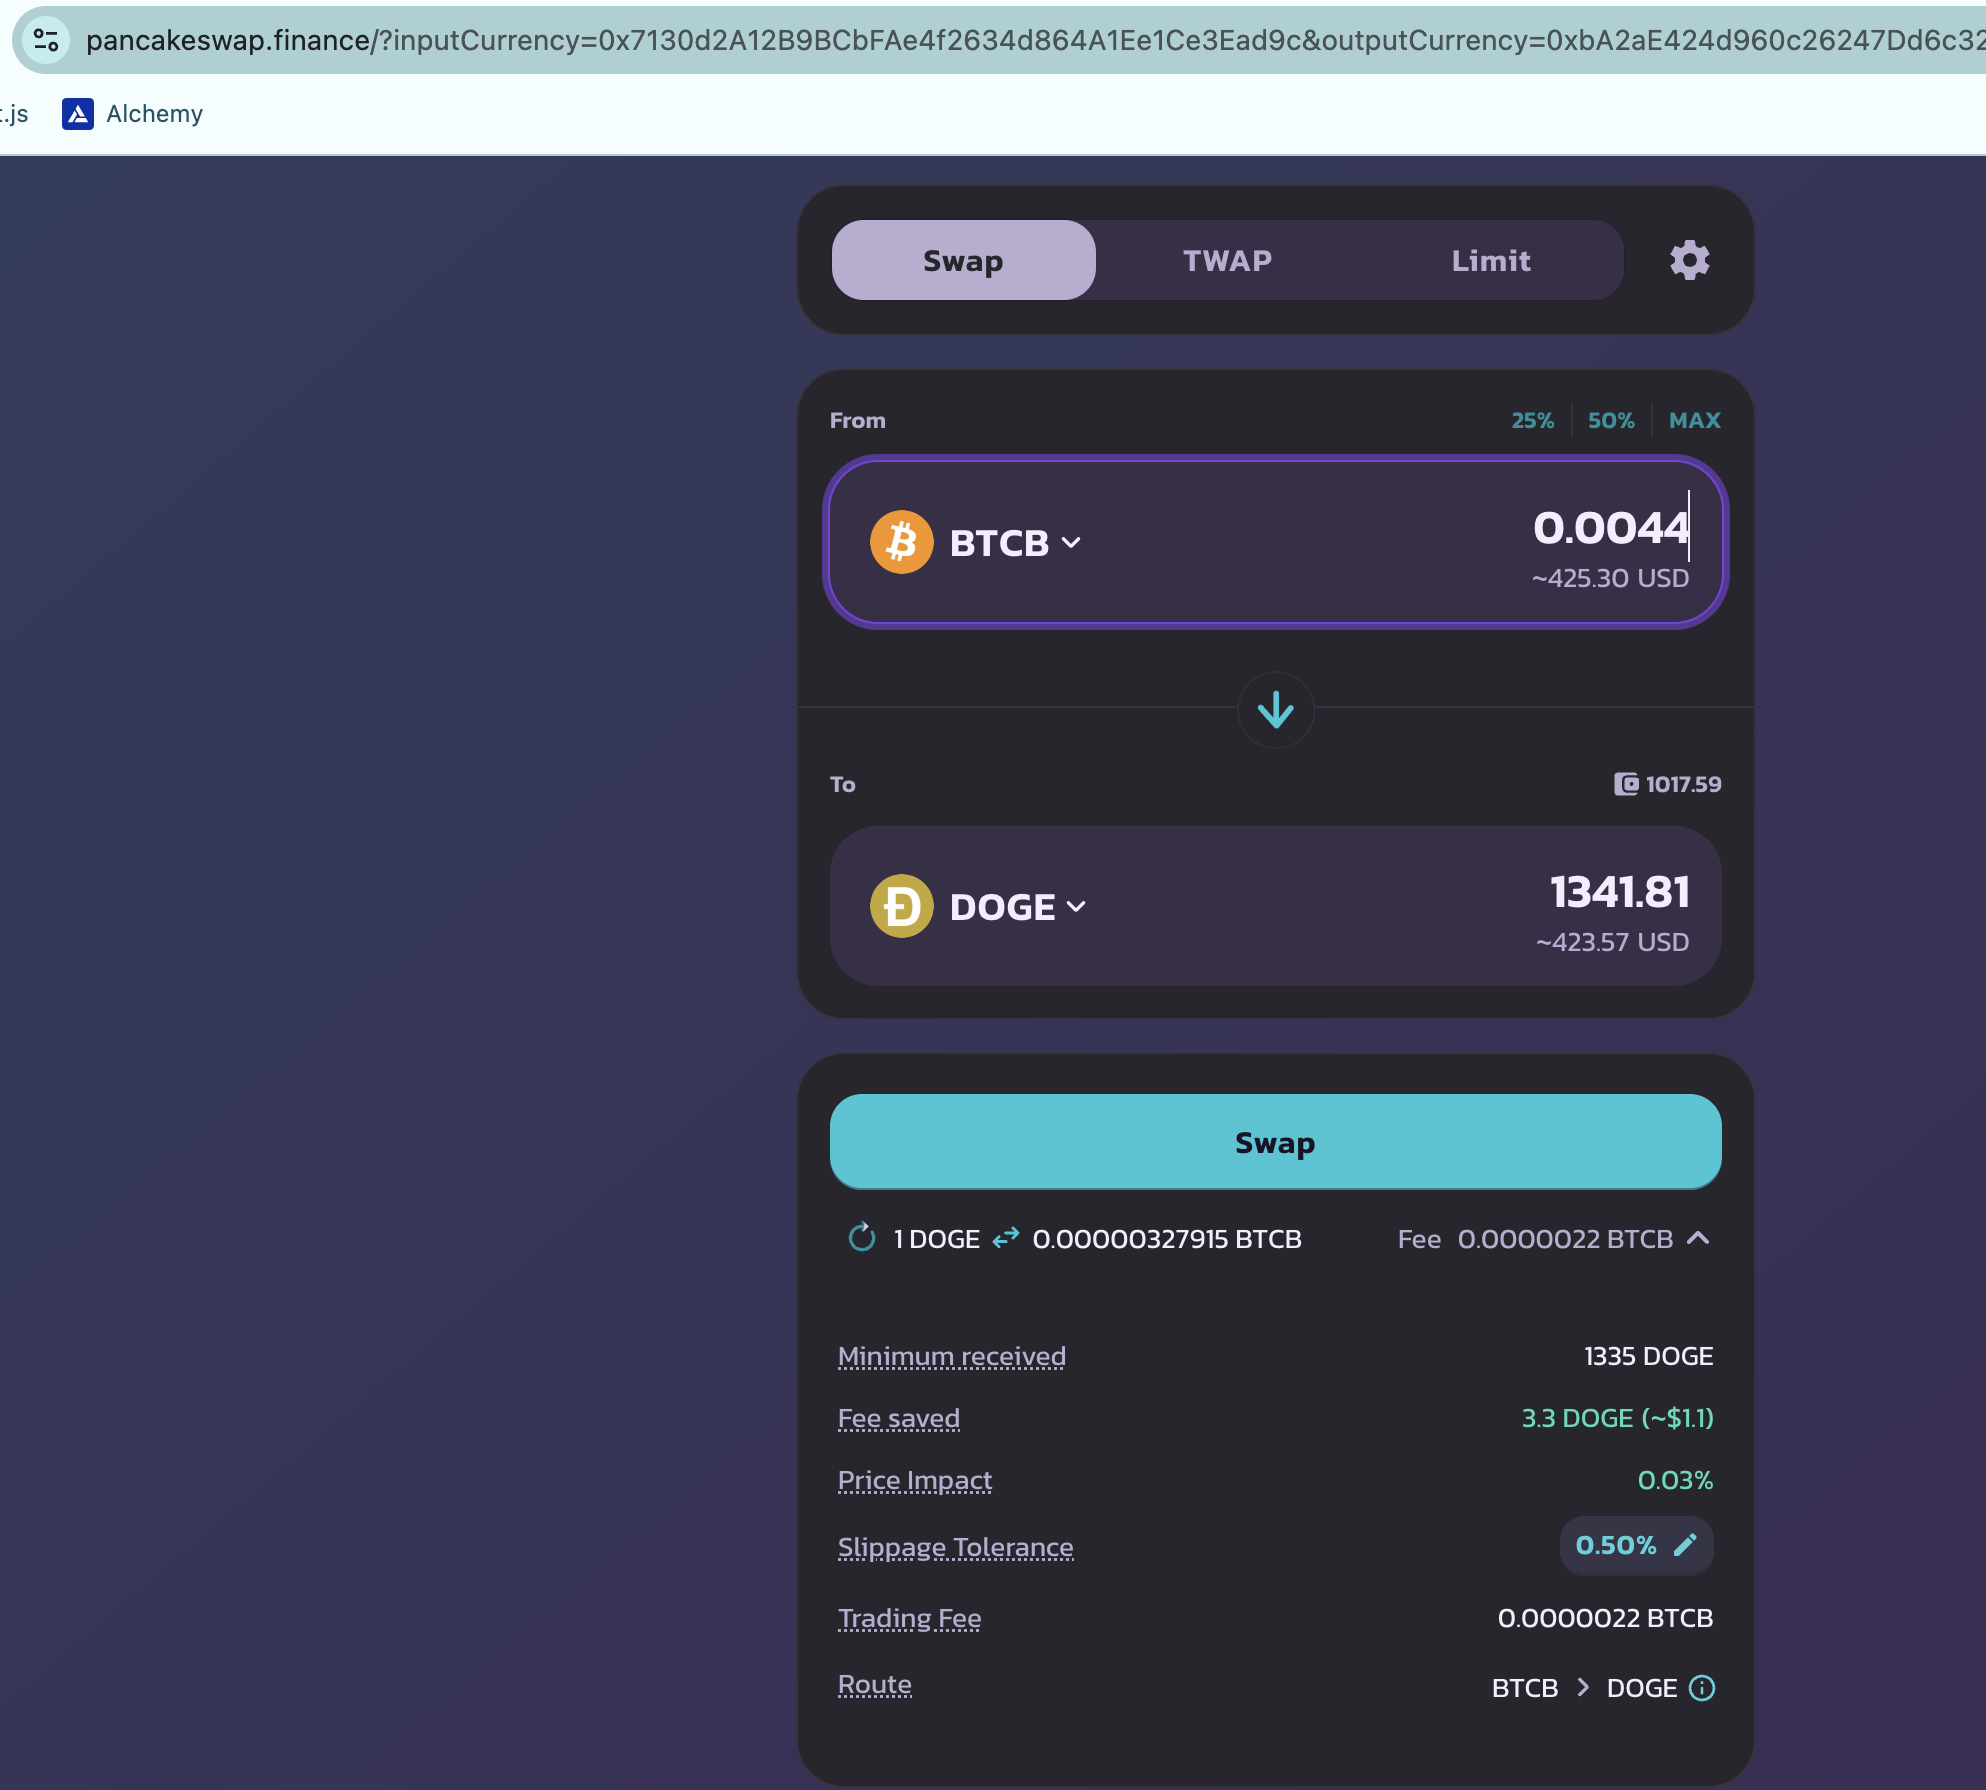 pancakeswap.finance/?inputCurrency=0x7130d2A12B9BCbFAe4f2634d864A1Ee1Ce3Ead9c&outputCurrency=0xbA2aE424d960c26247Dd6c32
t.js Alchemy
Swap TWAP Limit
From 25% 50% MAX
BTCB 0.0044
~425.30 USD
To 1017.59
DOGE 1341.81
~423.57 USD
Swap
1 DOGE 0.00000327915 BTCB Fee 0.0000022 BTCB
Minimum received 1335 DOGE
Fee saved 3.3 DOGE (~$1.1)
Price Impact 0.03%
Slippage Tolerance 0.50%
Trading Fee 0.0000022 BTCB
Route BTCB > DOGE